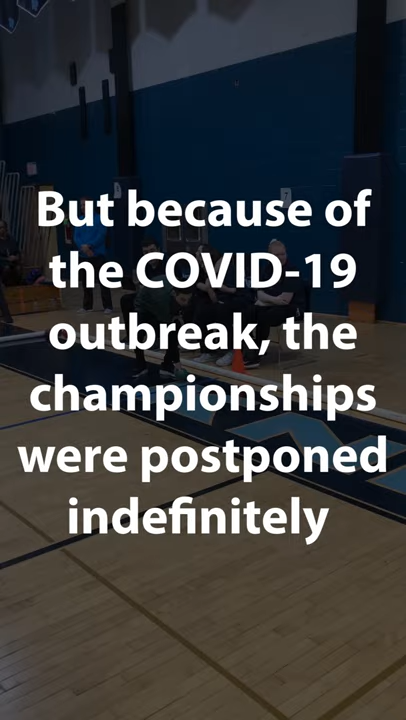 But because of
the COVID-19
outbreak, the
championships
were postponed
indefinitely